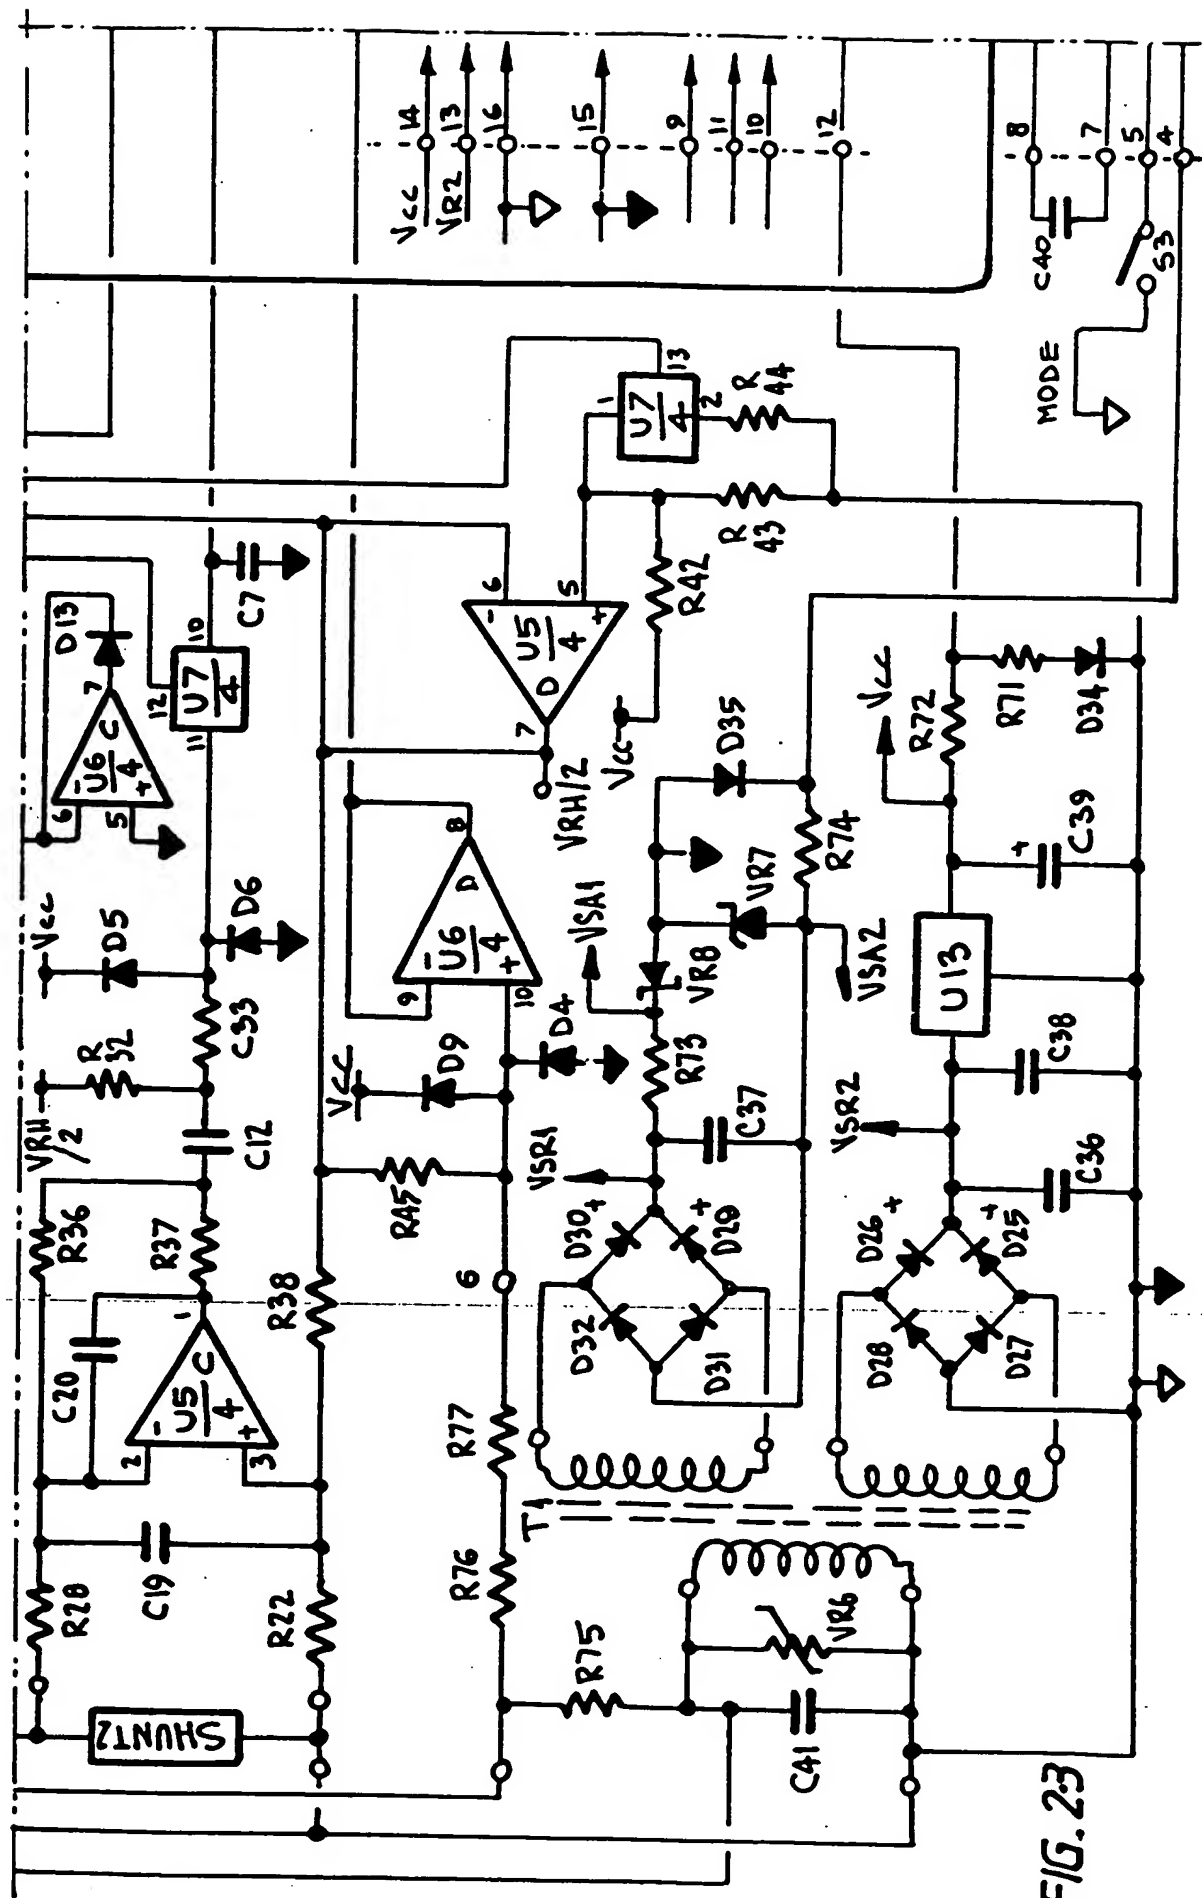 Vcc 14
VR2 13
16
15
9
11
10
12
8
7
5
4
C40
S3
MODE
D13
7
12
10
11
U7/4
C7
6
5
-
+
U6/4
C
Vcc
D5
D6
VRH/2
R32
C33
C12
R36
R37
C20
1
U5/4
C
-
+
2
3
R38
R28
C19
R22
SHUNT2
1
13
2
U7/4
R44
R43
R42
6
5
-
+
U5/4
D
7
VRH/2
Vcc
8
D
U6/4
-
+
9
10
VCC
D9
D4
R45
6
R77
R76
R75
VSA1
VR8
D35
VR7
R74
VSA2
R73
C37
VSR1
D30
+
+
D29
D32
D31
T1
VR6
C41
Vcc
R72
R71
D34
+
C39
U13
C38
VSR2
C36
D26
+
+
D25
D28
D27
FIG. 23